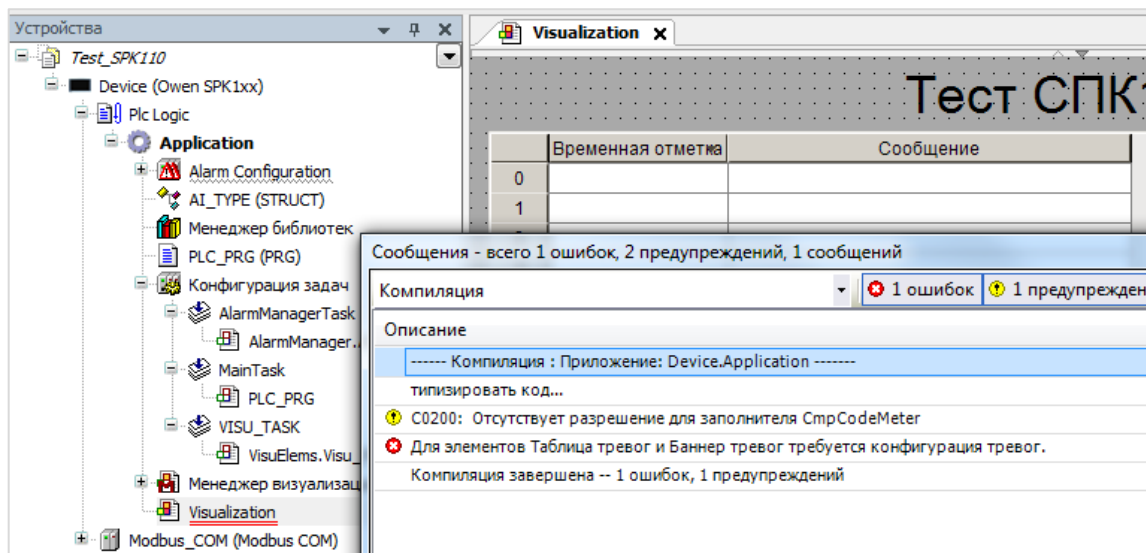 Устройства
Visualization
Test_SPK110
Device (Owen SPK1xx)
Plc Logic
Application
Alarm Configuration
AI_TYPE (STRUCT)
Менеджер библиотек
PLC_PRG (PRG)
Конфигурация задач
AlarmManagerTask
AlarmManager.
MainTask
PLC_PRG
VISU_TASK
VisuElems.Visu_
Менеджер визуализац
Visualization
Modbus_COM (Modbus COM)
Тест СПК1
Временная отметка Сообщение
0
1
Сообщения - всего 1 ошибок, 2 предупреждений, 1 сообщений
Компиляция 1 ошибок 1 предупрежден
Описание
------ Компиляция : Приложение: Device.Application -------
типизировать код...
C0200: Отсутствует разрешение для заполнителя CmpCodeMeter
Для элементов Таблица тревог и Баннер тревог требуется конфигурация тревог.
Компиляция завершена -- 1 ошибок, 1 предупреждений